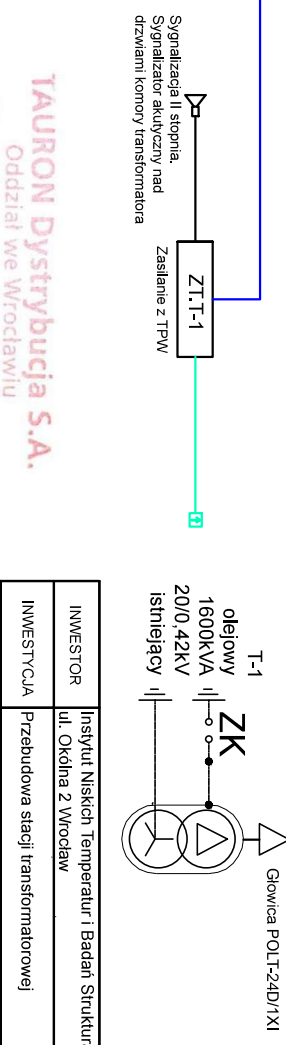 Sygnalizacja II stopnia.
Sygnalizator akutyczny nad
drzwiami komory transformatora
ZT.T-1
Zasilanie z TPW
TAURON Dystrybucja S.A.
Oddział we Wrocławiu
T-1
olejowy
1600kVA
20/0,42kV
istniejący
ZK
Głowica POLT-24D/1XI
INWESTOR
Instytut Niskich Temperatur i Badań Struktur
ul. Okólna 2 Wrocław
INWESTYCJA
Przebudowa stacji transformatorowej